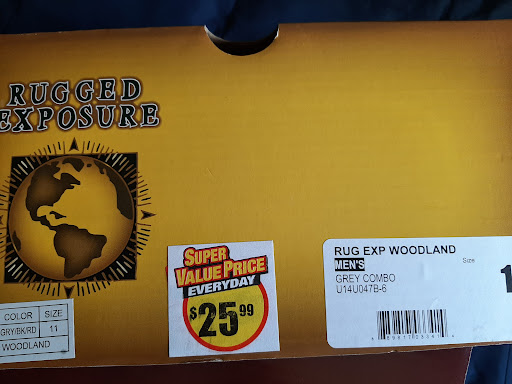 RUGGED
EXPOSURE
COLOR SIZE
GRY/BK/RD 11
WOODLAND
SUPER
VALUE PRICE
EVERYDAY
$25.99
RUG EXP WOODLAND
MEN'S Size
GREY COMBO
U14U047B-6